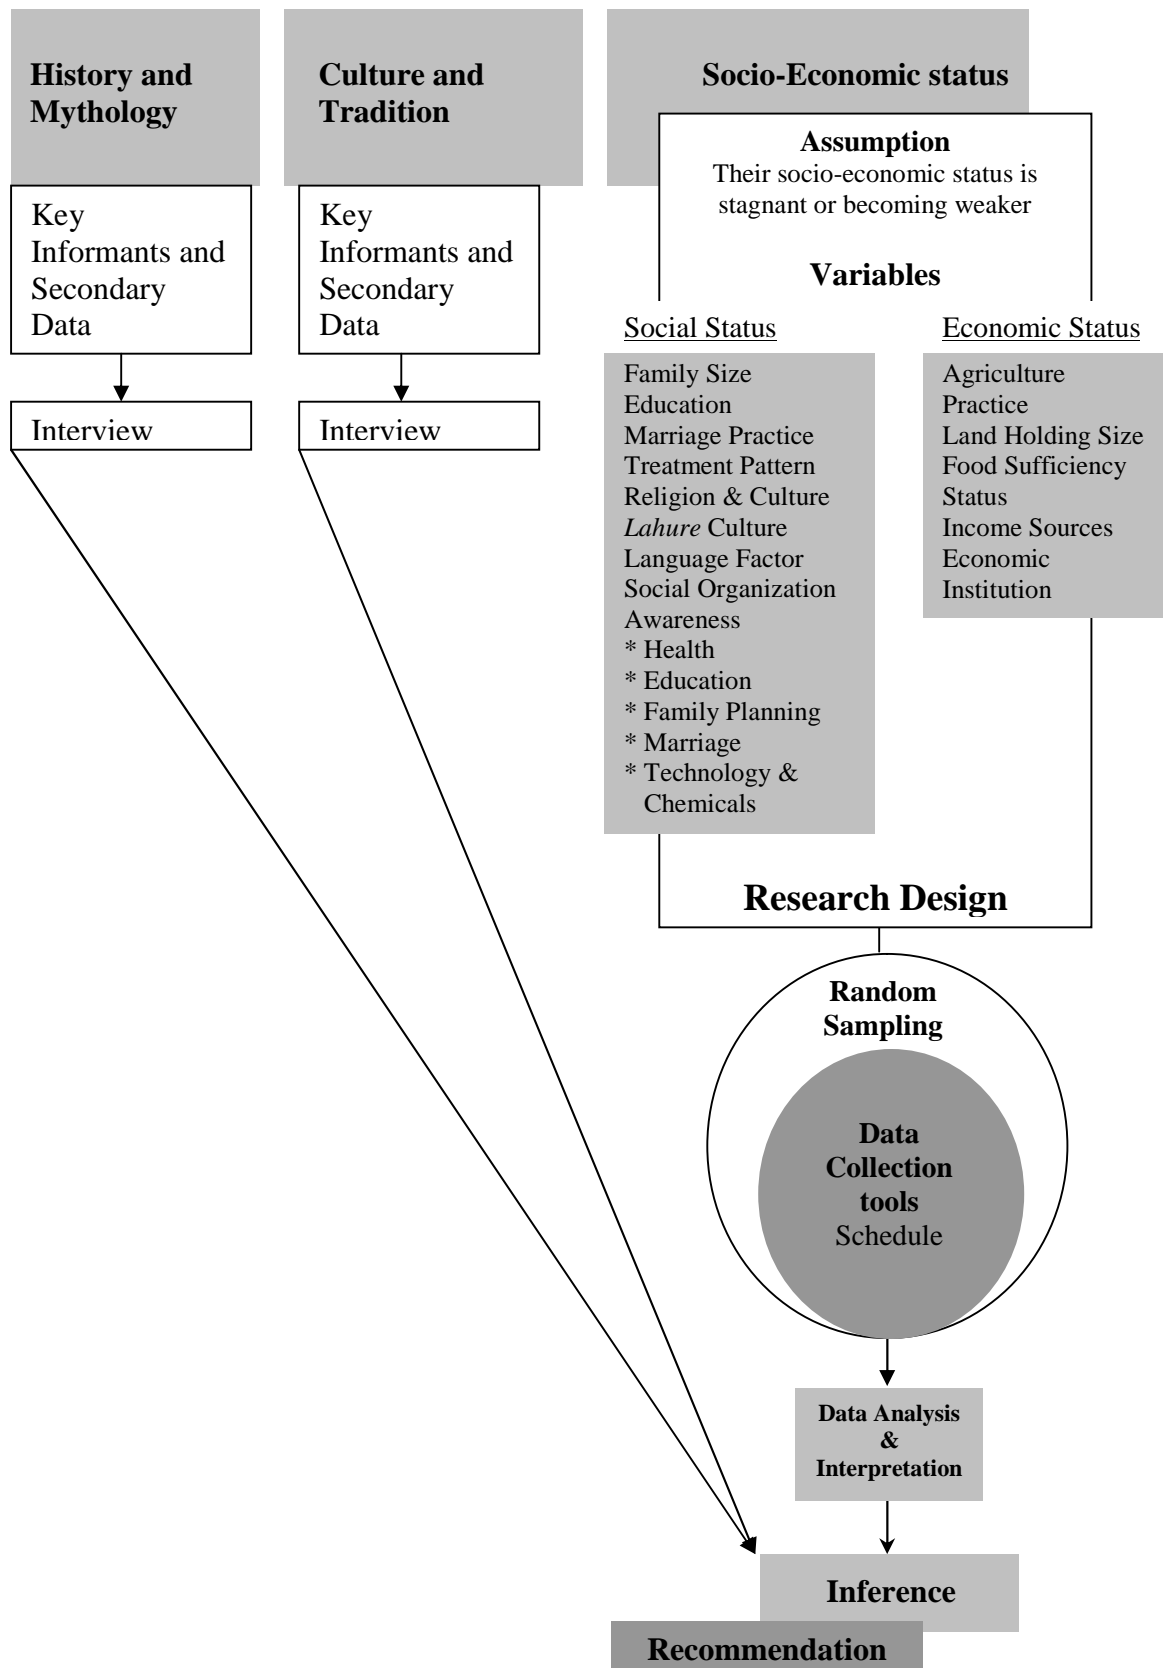 History and
Mythology
Key
Informants and
Secondary
Data
Interview
Culture and
Tradition
Key
Informants and
Secondary
Data
Interview
Socio-Economic status
Assumption
Their socio-economic status is
stagnant or becoming weaker
Variables
Social Status
Family Size
Education
Marriage Practice
Treatment Pattern
Religion & Culture
Lahure Culture
Language Factor
Social Organization
Awareness
* Health
* Education
* Family Planning
* Marriage
* Technology &
Chemicals
Economic Status
Agriculture
Practice
Land Holding Size
Food Sufficiency
Status
Income Sources
Economic
Institution
Research Design
Random
Sampling
Data
Collection
tools
Schedule
Data Analysis
&
Interpretation
Inference
Recommendation